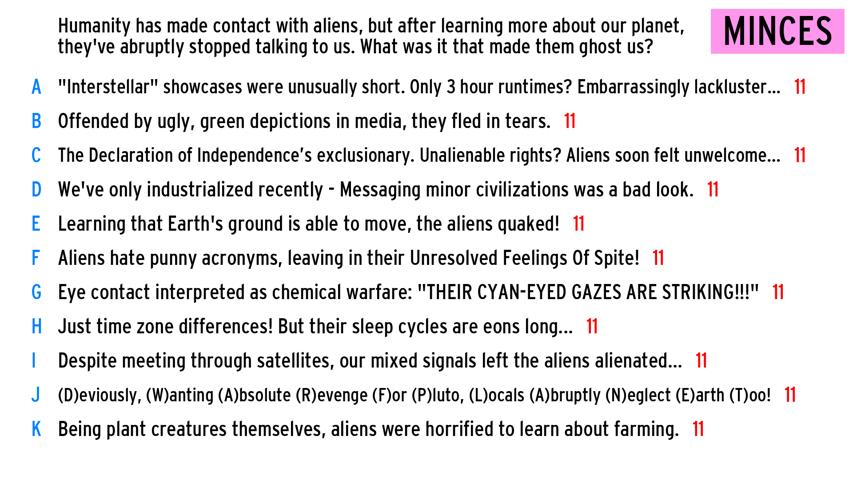 Humanity has made contact with aliens, but after learning more about our planet,
they've abruptly stopped talking to us. What was it that made them ghost us?
MINCES
A "Interstellar" showcases were unusually short. Only 3 hour runtimes? Embarrassingly lackluster... 11
B Offended by ugly, green depictions in media, they fled in tears. 11
C The Declaration of Independence's exclusionary. Unalienable rights? Aliens soon felt unwelcome... 11
D We've only industrialized recently - Messaging minor civilizations was a bad look. 11
E Learning that Earth's ground is able to move, the aliens quaked! 11
F Aliens hate punny acronyms, leaving in their Unresolved Feelings Of Spite! 11
G Eye contact interpreted as chemical warfare: "THEIR CYAN-EYED GAZES ARE STRIKING!!!" 11
H Just time zone differences! But their sleep cycles are eons long... 11
I Despite meeting through satellites, our mixed signals left the aliens alienated... 11
J (D)eviously, (W)anting (A)bsolute (R)evenge (F)or (P)luto, (L)ocals (A)bruptly (N)eglect (E)arth (T)oo! 11
K Being plant creatures themselves, aliens were horrified to learn about farming. 11